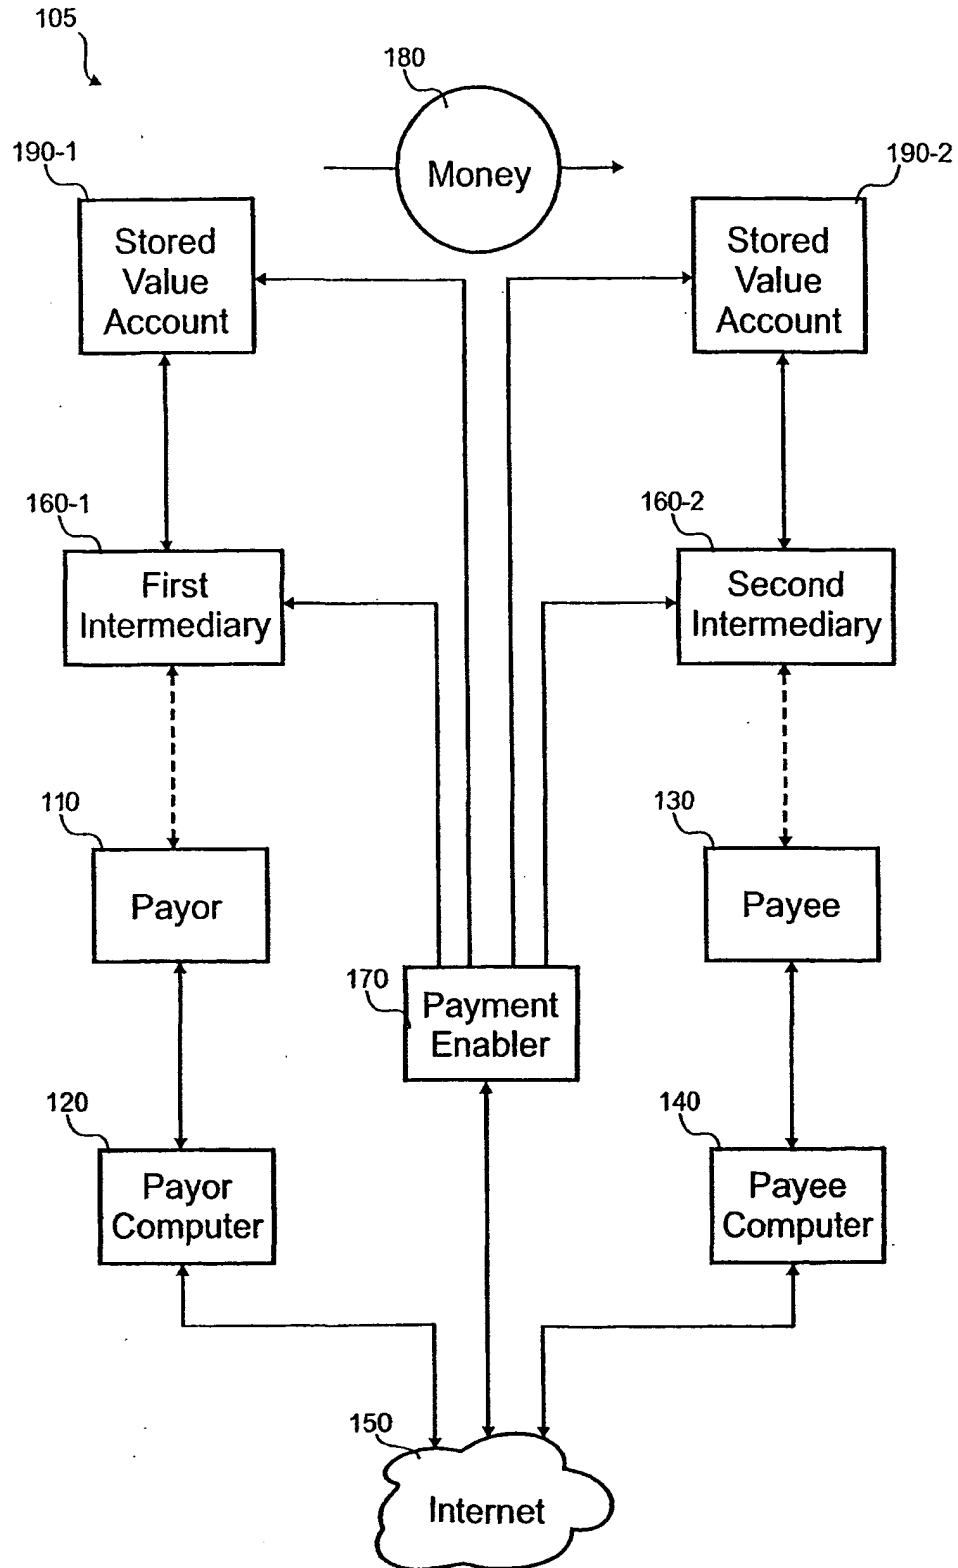 105
180
190-1
Money
190-2
Stored
Value
Account
Stored
Value
Account
160-1
First
Intermediary
160-2
Second
Intermediary
110
Payor
130
Payee
170
Payment
Enabler
120
Payor
Computer
140
Payee
Computer
150
Internet